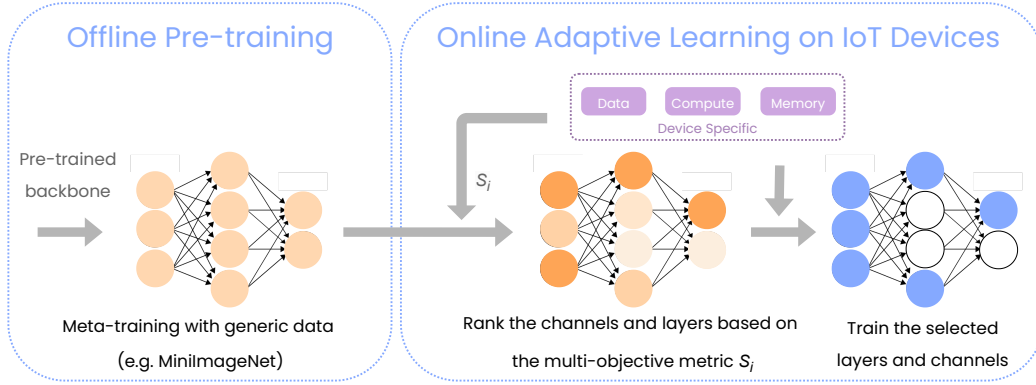 Offline Pre-training
Pre-trained
backbone
Meta-training with generic data
(e.g. MiniImageNet)
Online Adaptive Learning on IoT Devices
Data Compute Memory
Device Specific
Si
Rank the channels and layers based on
the multi-objective metric Si
Train the selected
layers and channels